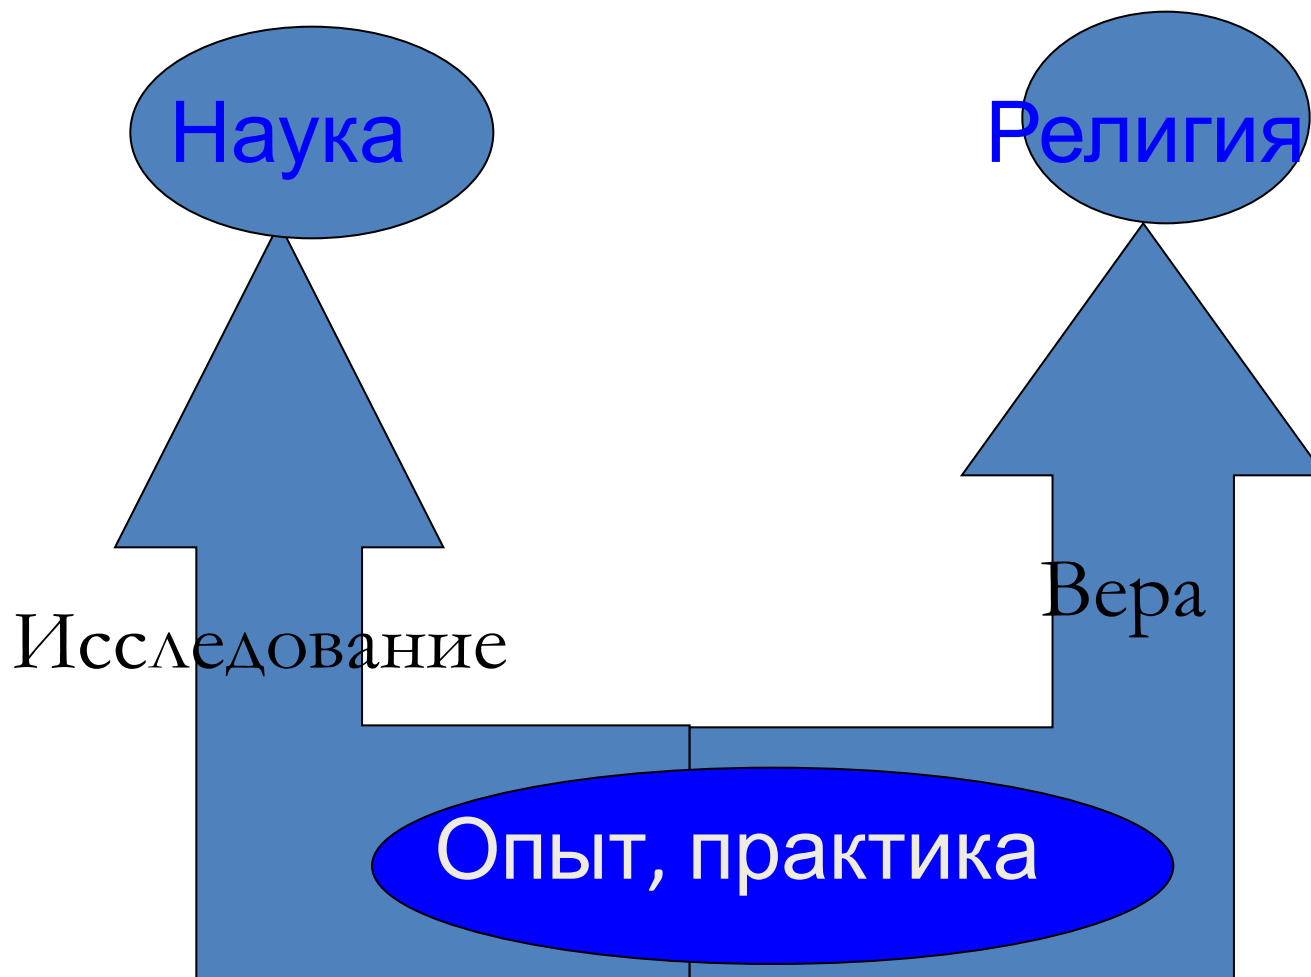 Наука
Религия
Исследование
Вера
Опыт, практика